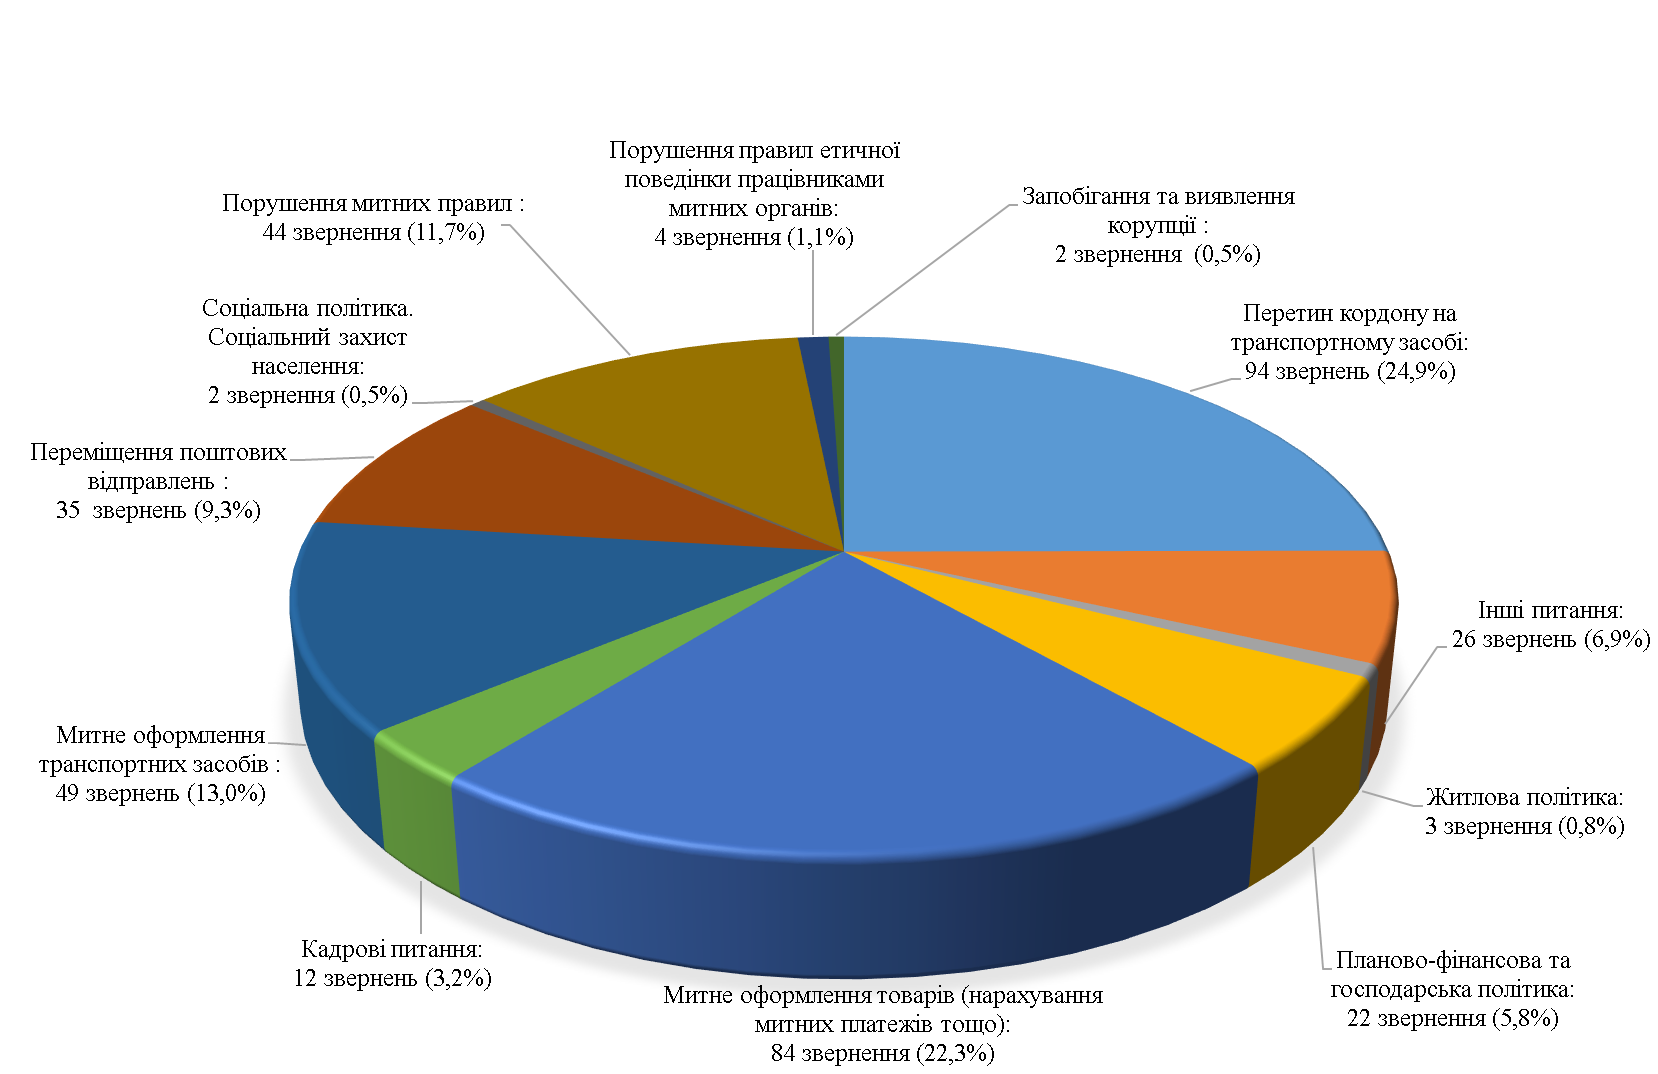 Порушення правил етичної
поведінки працівниками
митних органів:
4 звернення (1,1%)
Запобігання та виявлення
корупції :
2 звернення  (0,5%)
Порушення митних правил :
44 звернення (11,7%)
Соціальна політика.
Соціальний захист
населення:
2 звернення (0,5%)
Перетин кордону на
транспортному засобі:
94 звернень (24,9%)
Переміщення поштових
відправлень :
35  звернень (9,3%)
Інші питання:
26 звернень (6,9%)
Митне оформлення
транспортних засобів :
49 звернень (13,0%)
Житлова політика:
3 звернення (0,8%)
Кадрові питання:
12 звернень (3,2%)
Планово-фінансова та
господарська політика:
22 звернення (5,8%)
Митне оформлення товарів (нарахування
митних платежів тощо):
84 звернення (22,3%)